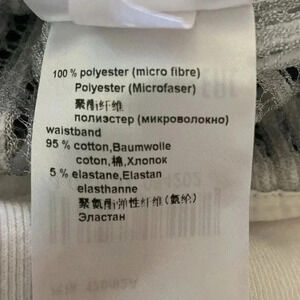 100 % polyester (micro fibre)
Polyester (Microfaser)
聚酯纤维
полиэстер (микроволокно)
waistband
95 % cotton,Baumwolle
coton,棉,Хлопок
5 % elastane,Elastan
elasthanne
聚氨酯弹性纤维(氨纶)
Эластан